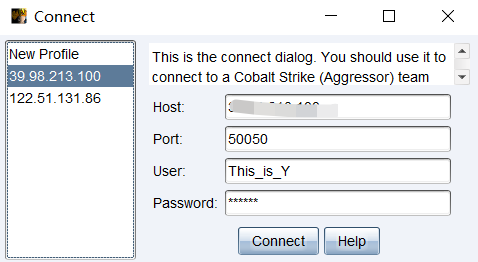 Connect
New Profile
39.98.213.100
122.51.131.86
This is the connect dialog. You should use it to
connect to a Cobalt Strike (Aggressor) team
Host:
Port: 50050
User: This_is_Y
Password: ******
Connect Help